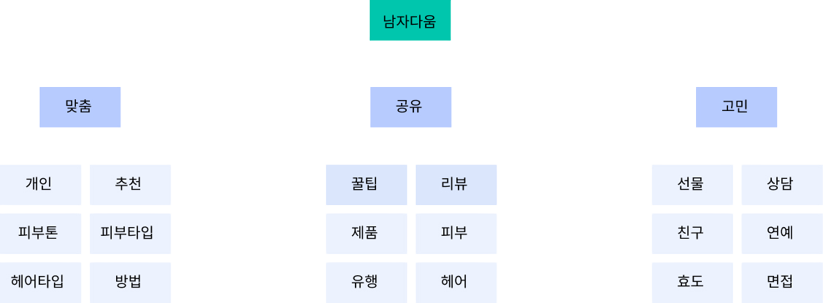 남자다움
맞춤
공유
고민
개인
추천
꿀팁
리뷰
선물
상담
피부톤
피부타입
제품
피부
친구
연예
헤어타입
방법
유행
헤어
효도
면접